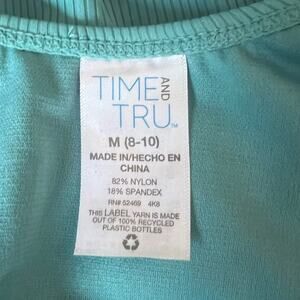 TIME AND
TRU™
M (8-10)
MADE IN/HECHO EN
CHINA
82% NYLON
18% SPANDEX
RN# 52469 4K8
THIS LABEL YARN IS MADE
OUT OF 100% RECYCLED
PLASTIC BOTTLES